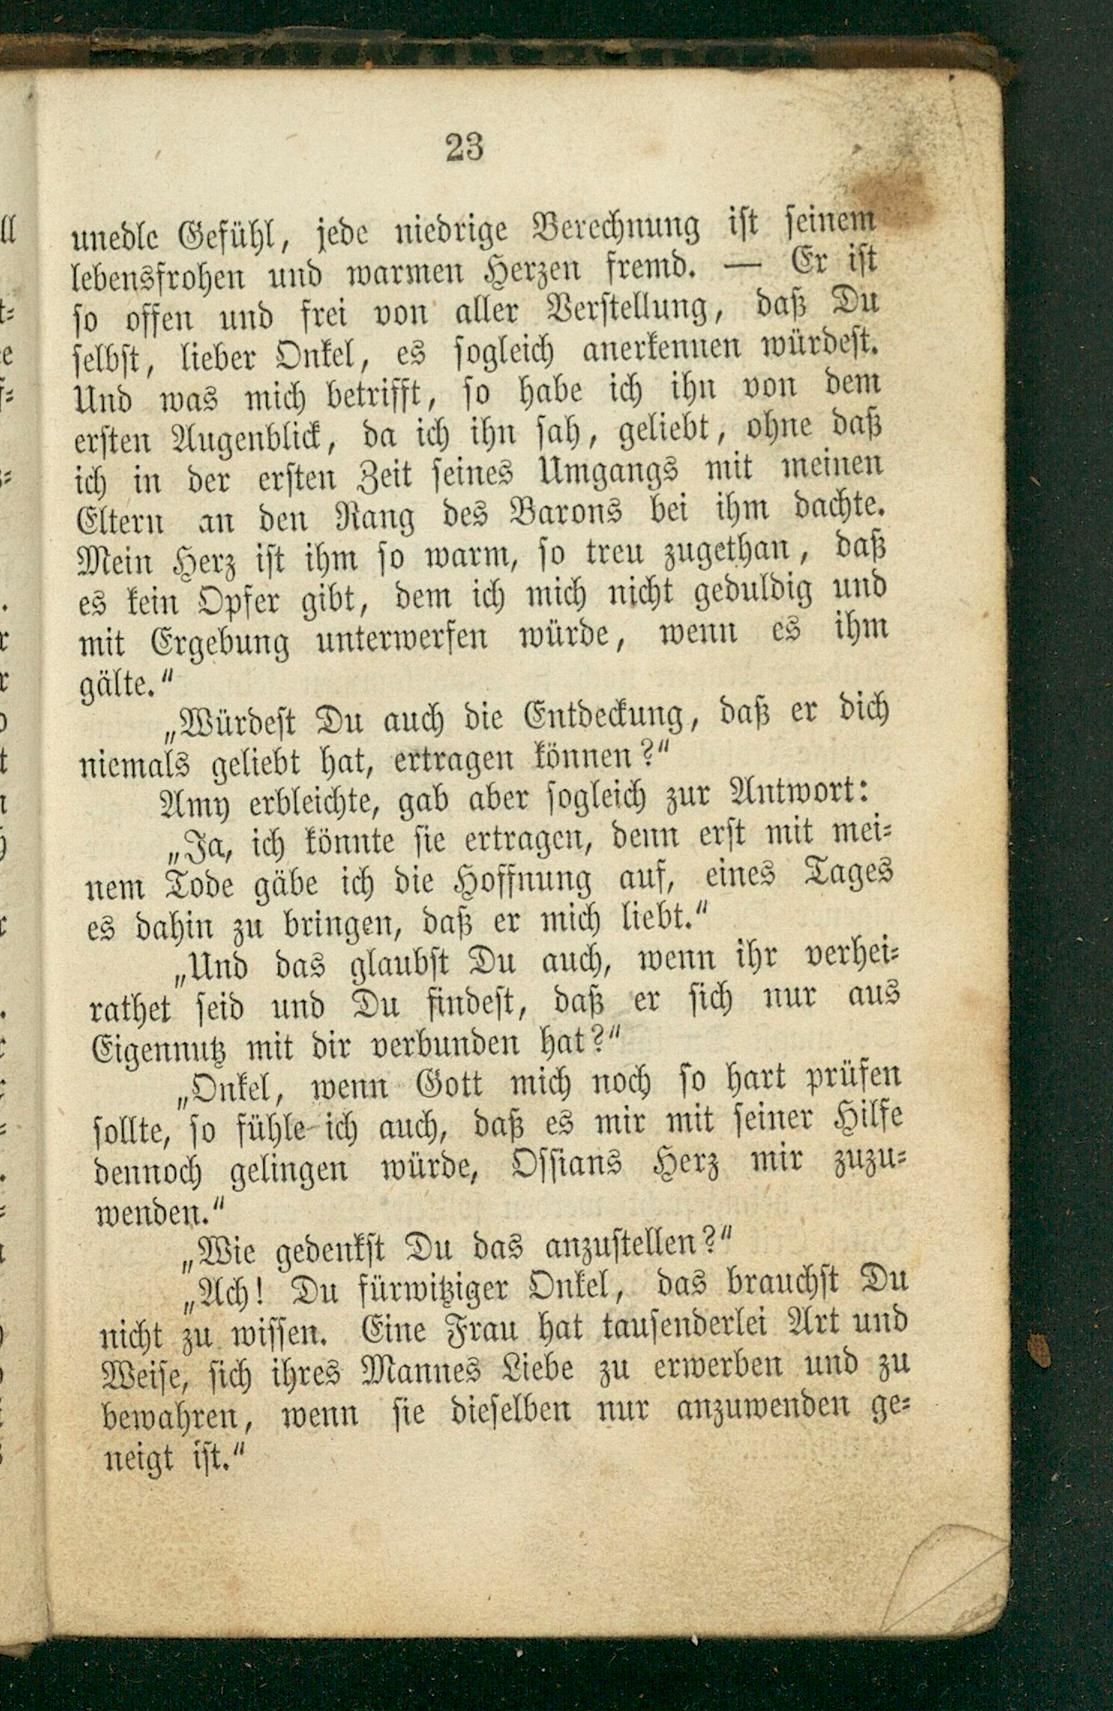 23
unedle Gefühl, jede niedrige Berechnung ist seinem
lebensfrohen und warmen Herzen fremd. — Er ist
so offen und frei von aller Verstellung, daß Du
selbst, lieber Onkel, es sogleich anerkennen würdest.
Und was mich betrifft, so habe ich ihn von dem
ersten Augenblick, da ich ihn sah, geliebt, ohne daß
ich in der ersten Zeit seines Umgangs mit meinen
Eltern an den Rang des Barons bei ihm dachte.
Mein Herz ist ihm so warm, so treu zugethan, daß
es kein Opfer gibt, dem ich mich nicht geduldig und
mit Ergebung unterwerfen würde, wenn es ihm
gälte.“
„Würdest Du auch die Entdeckung, daß er dich
niemals geliebt hat, ertragen können?“
Amy erbleichte, gab aber sogleich zur Antwort:
„Ja, ich könnte sie ertragen, denn erst mit mei-
nem Tode gäbe ich die Hoffnung auf, eines Tages
es dahin zu bringen, daß er mich liebt.“
„Und das glaubst Du auch, wenn ihr verhei-
rathet seid und Du findest, daß er sich nur aus
Eigennutz mit dir verbunden hat?“
„Onkel, wenn Gott mich noch so hart prüfen
sollte, so fühle ich auch, daß es mir mit seiner Hilfe
dennoch gelingen würde, Ossians Herz mir zuzu-
wenden.“
„Wie gedenkst Du das anzustellen?“
„Ach! Du fürwitziger Onkel, das brauchst Du
nicht zu wissen. Eine Frau hat tausenderlei Art und
Weise, sich ihres Mannes Liebe zu erwerben und zu
bewahren, wenn sie dieselben nur anzuwenden ge-
neigt ist.“